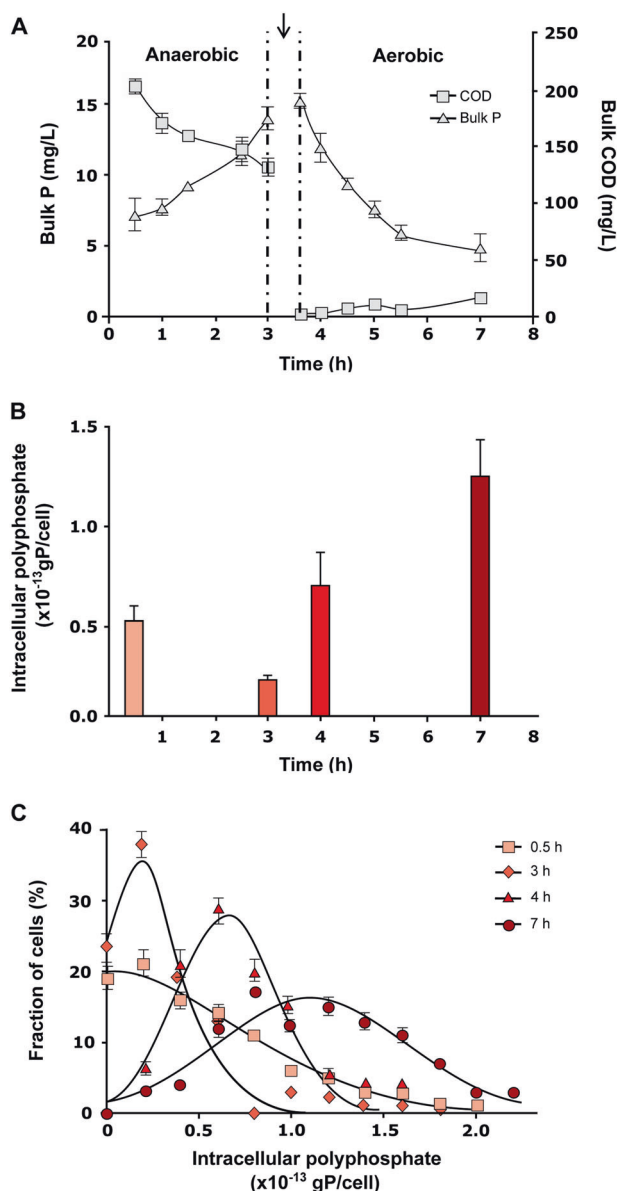 A
Anaerobic
Aerobic
COD
Bulk P
Bulk P (mg/L)
20
15
10
5
0
Bulk COD
(mg/L)
250
200
150
100
50
0
0 1 2 3 4 5 6 7 8
Time (h)
B
Intracellular polyphosphate
(x10⁻¹³gP/cell)
1.5
1.0
0.5
0.0
1 2 3 4 5 6 7 8
Time (h)
C
Fraction of cells (%)
40
30
20
10
0
0.5 h
3 h
4 h
7 h
0 0.5 1.0 1.5 2.0
Intracellular polyphosphate
(x10⁻¹³ gP/cell)